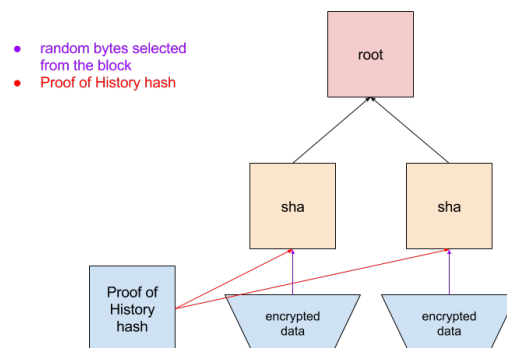 random bytes selected
from the block
Proof of History hash
root
sha
sha
Proof of
History
hash
encrypted
data
encrypted
data